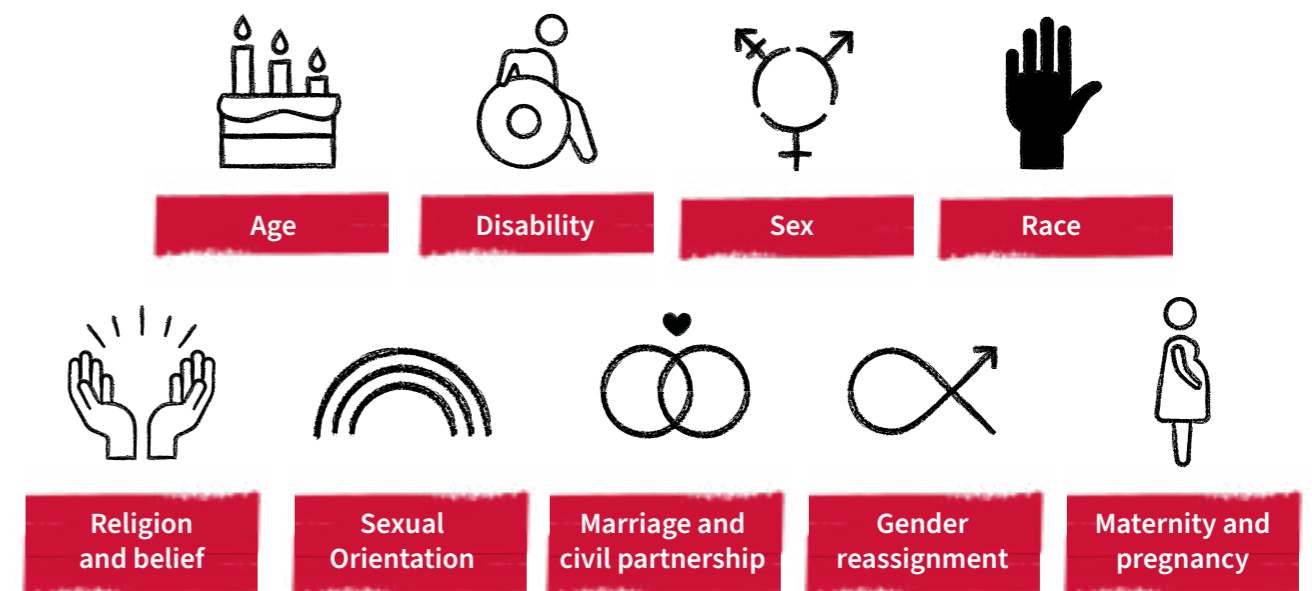 Age
Disability
Sex
Race
Religion
and belief
Sexual
Orientation
Marriage and
civil partnership
Gender
reassignment
Maternity and
pregnancy